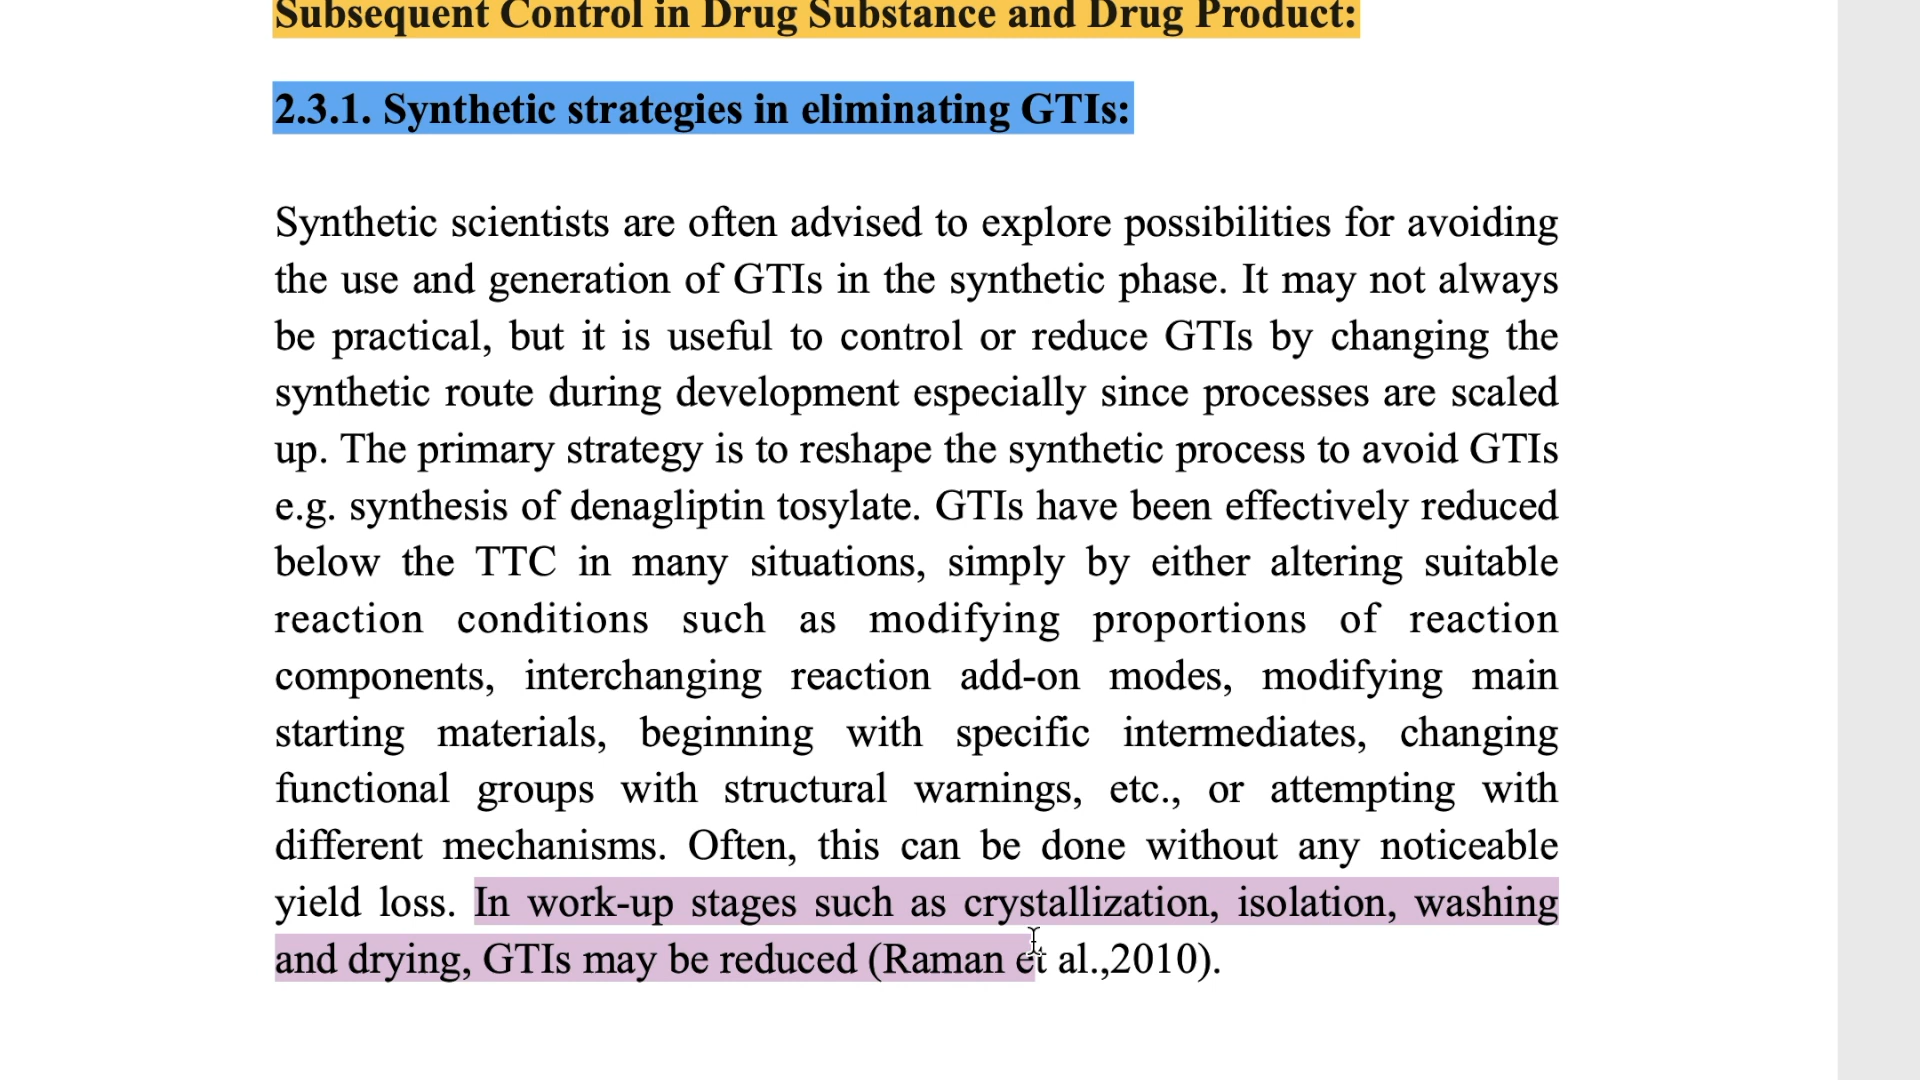 Subsequent Control in Drug Substance and Drug Product:
2.3.1. Synthetic strategies in eliminating GTIs:
Synthetic scientists are often advised to explore possibilities for avoiding
the use and generation of GTIs in the synthetic phase. It may not always
be practical, but it is useful to control or reduce GTIs by changing the
synthetic route during development especially since processes are scaled
up. The primary strategy is to reshape the synthetic process to avoid GTIs
e.g. synthesis of denagliptin tosylate. GTIs have been effectively reduced
below the TTC in many situations, simply by either altering suitable
reaction conditions such as modifying proportions of reaction
components, interchanging reaction add-on modes, modifying main
starting materials, beginning with specific intermediates, changing
functional groups with structural warnings, etc., or attempting with
different mechanisms. Often, this can be done without any noticeable
yield loss. In work-up stages such as crystallization, isolation, washing
and drying, GTIs may be reduced (Raman et al.,2010).